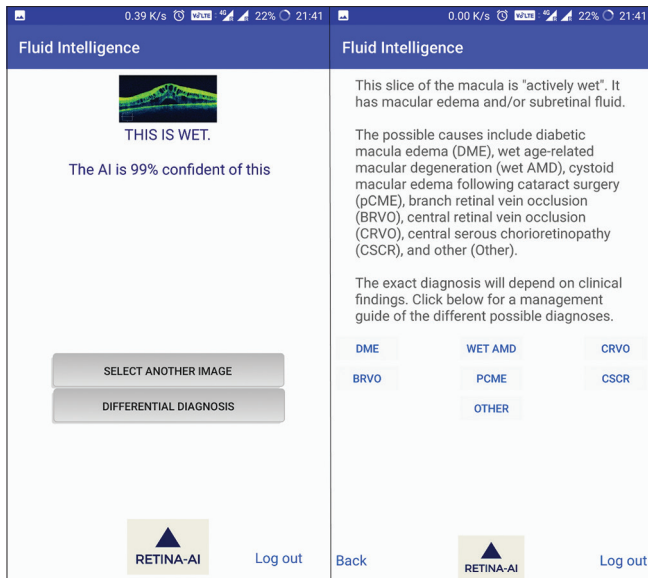 0.39 K/s VoLTE 4G 22% 21:41
Fluid Intelligence
THIS IS WET.
The AI is 99% confident of this
SELECT ANOTHER IMAGE
DIFFERENTIAL DIAGNOSIS
RETINA-AI
Log out
0.00 K/s VoLTE 4G 22% 21:41
Fluid Intelligence
This slice of the macula is "actively wet". It
has macular edema and/or subretinal fluid.
The possible causes include diabetic
macula edema (DME), wet age-related
macular degeneration (wet AMD), cystoid
macular edema following cataract surgery
(pCME), branch retinal vein occlusion
(BRVO), central retinal vein occlusion
(CRVO), central serous chorioretinopathy
(CSCR), and other (Other).
The exact diagnosis will depend on clinical
findings. Click below for a management
guide of the different possible diagnoses.
DME WET AMD CRVO
BRVO PCME CSCR
OTHER
Back
RETINA-AI
Log out